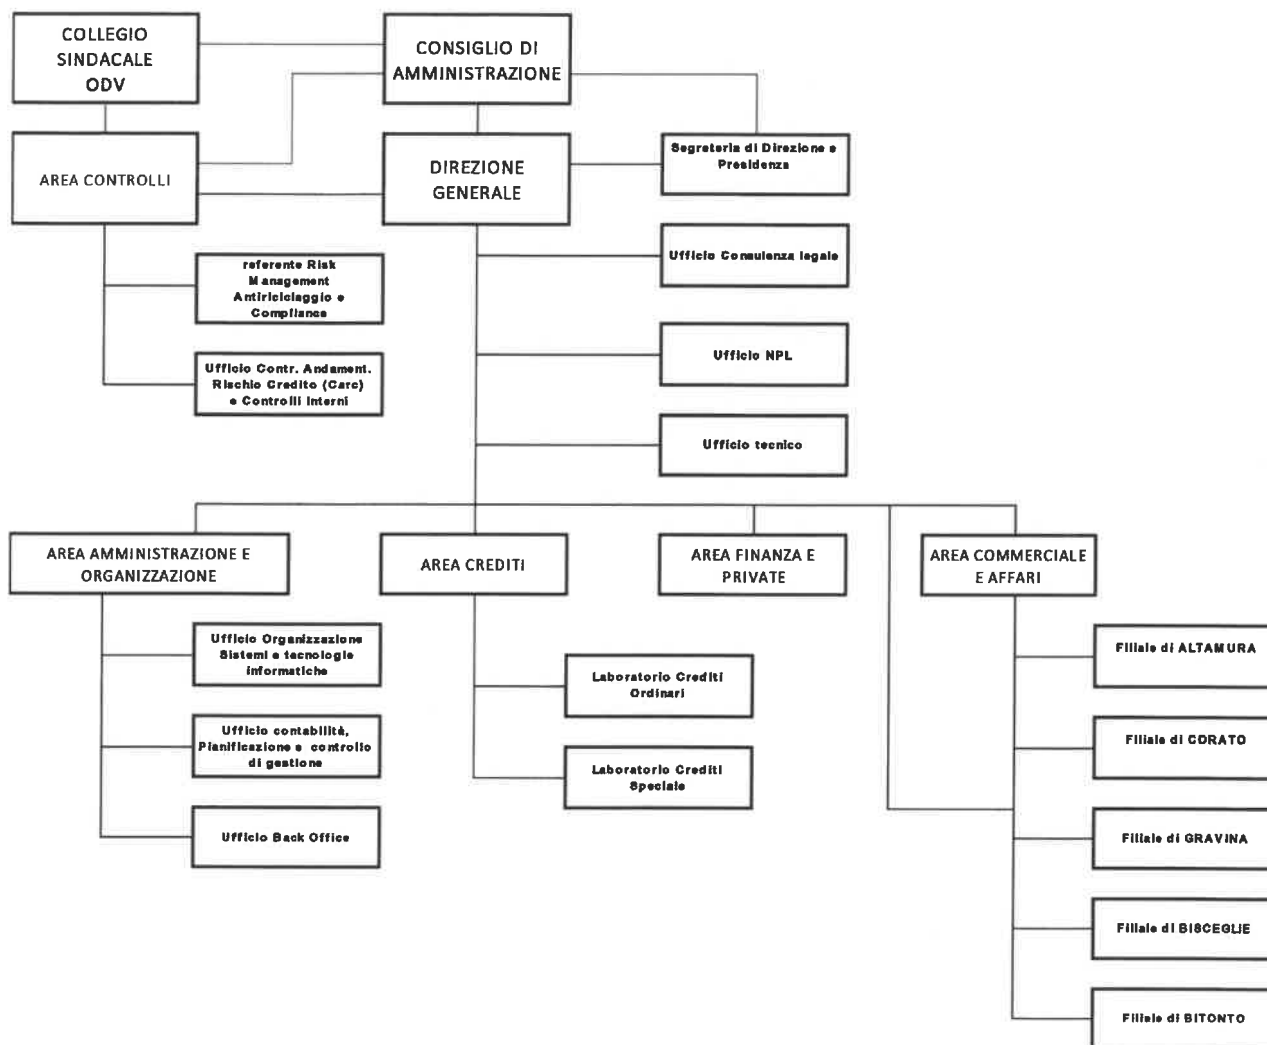 COLLEGIO
SINDACALE
ODV
CONSIGLIO DI
AMMINISTRAZIONE
AREA CONTROLLI
DIREZIONE
GENERALE
Segreteria di Direzione e
Presidenza
Ufficio Consulenza legale
referente Risk
Management
Antiriciclaggio e
Compliance
Ufficio NPL
Ufficio Contr. Andament.
Rischio Credito (Carc)
e Controlli Interni
Ufficio tecnico
AREA AMMINISTRAZIONE E
ORGANIZZAZIONE
AREA CREDITI
AREA FINANZA E
PRIVATE
AREA COMMERCIALE
E AFFARI
Ufficio Organizzazione
Sistemi e tecnologie
informatiche
Ufficio contabilità,
Pianificazione e controllo
di gestione
Ufficio Back Office
Laboratorio Crediti
Ordinari
Laboratorio Crediti
Speciale
Filiale di ALTAMURA
Filiale di CORATO
Filiale di GRAVINA
Filiale di BISCEGLIE
Filiale di BITONTO